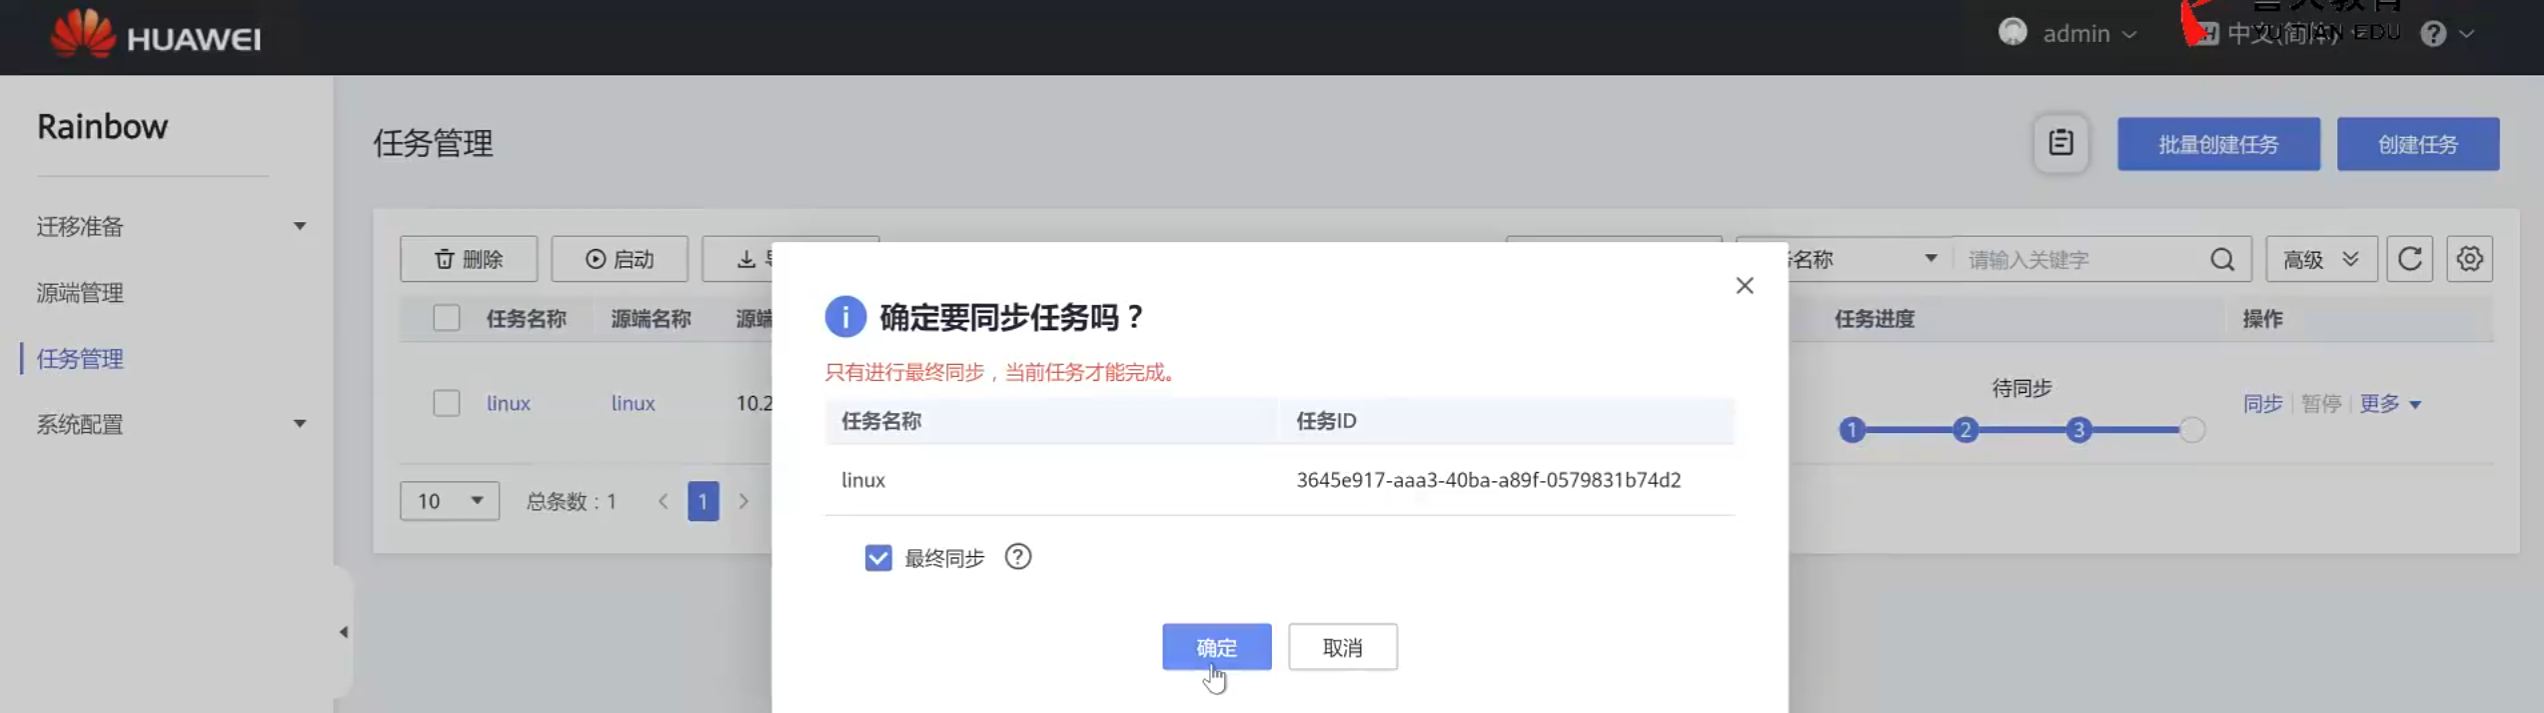 HUAWEI
admin
中文(简体)
YU TIAN EDU
Rainbow
迁移准备
源端管理
任务管理
系统配置
任务管理
批量创建任务
创建任务
删除
启动
名称
请输入关键字
高级
任务名称
源端名称
源端
任务进度
操作
linux
linux
10.2
待同步
1
2
3
同步
暂停
更多
10
总条数：1
1
确定要同步任务吗？
只有进行最终同步，当前任务才能完成。
任务名称
任务ID
linux
3645e917-aaa3-40ba-a89f-0579831b74d2
最终同步
确定
取消